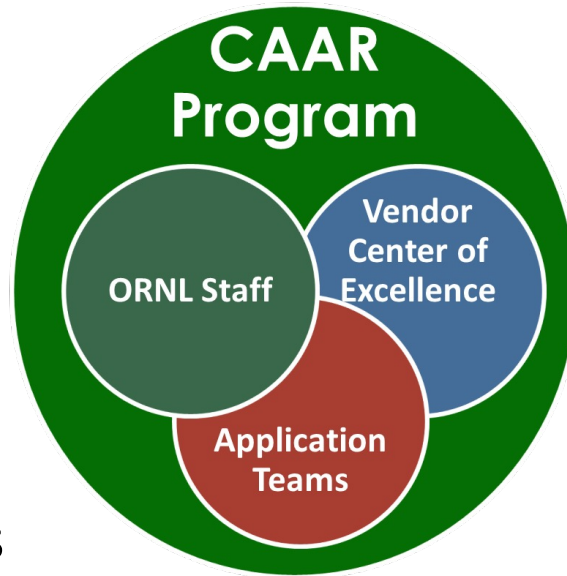 CAAR
Program
ORNL Staff
Vendor
Center of
Excellence
Application
Teams